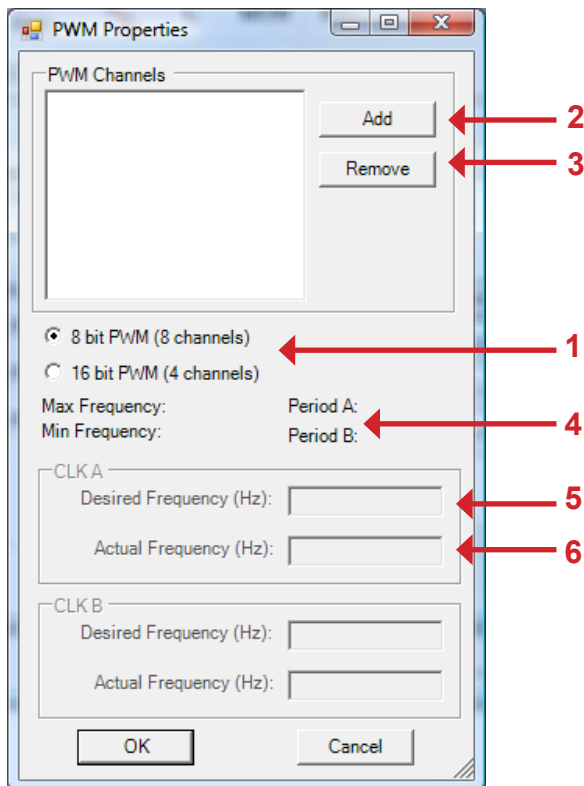 PWM Properties
PWM Channels
Add
2
Remove
3
8 bit PWM (8 channels)
1
16 bit PWM (4 channels)
Max Frequency: Period A:
Min Frequency: Period B:
4
CLK A
Desired Frequency (Hz):
5
Actual Frequency (Hz):
6
CLK B
Desired Frequency (Hz):
Actual Frequency (Hz):
OK Cancel